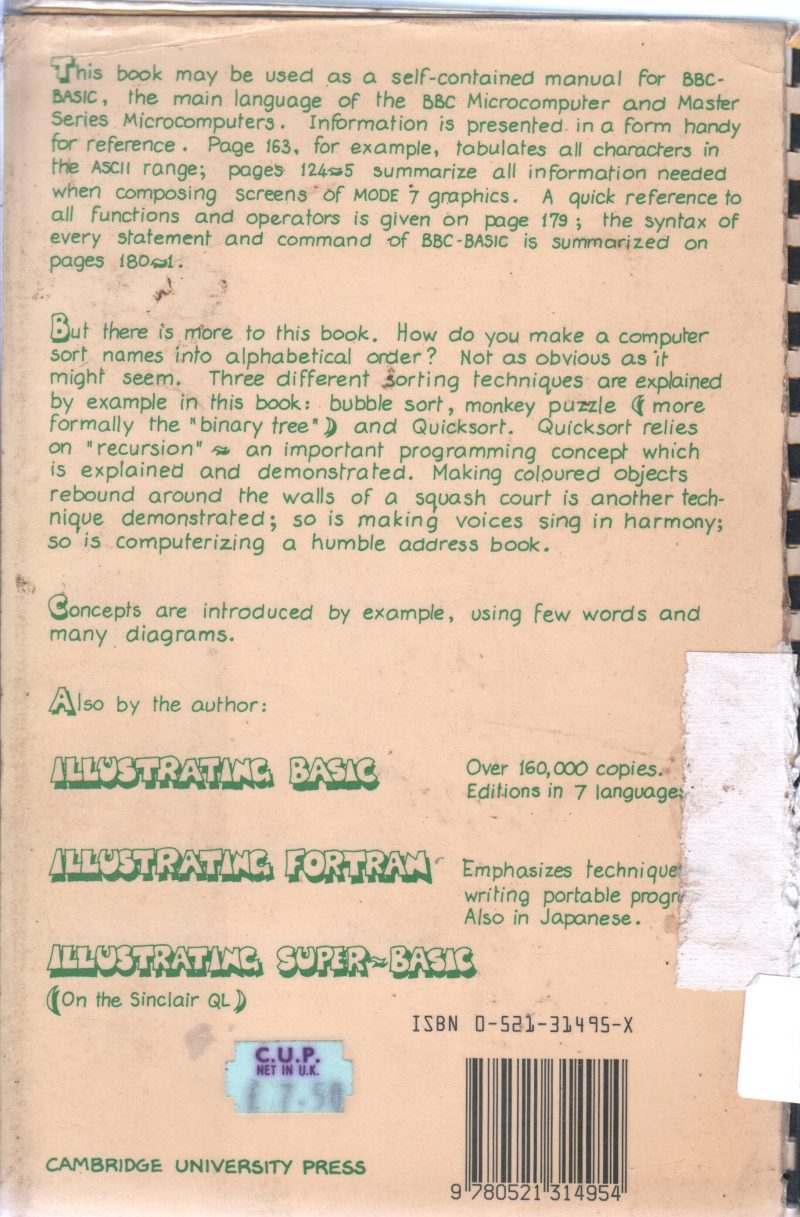 This book may be used as a self-contained manual for BBC-
BASIC, the main language of the BBC Microcomputer and Master
Series Microcomputers. Information is presented in a form handy
for reference. Page 163, for example, tabulates all characters in
the ASCII range; pages 124≈5 summarize all information needed
when composing screens of MODE 7 graphics. A quick reference to
all functions and operators is given on page 179; the syntax of
every statement and command of BBC-BASIC is summarized on
pages 180≈1.
But there is more to this book. How do you make a computer
sort names into alphabetical order? Not as obvious as it
might seem. Three different sorting techniques are explained
by example in this book: bubble sort, monkey puzzle (more
formally the "binary tree") and Quicksort. Quicksort relies
on "recursion" ≈ an important programming concept which
is explained and demonstrated. Making coloured objects
rebound around the walls of a squash court is another tech-
nique demonstrated; so is making voices sing in harmony;
so is computerizing a humble address book.
Concepts are introduced by example, using few words and
many diagrams.
Also by the author:
ILLUSTRATING BASIC
Over 160,000 copies.
Editions in 7
ILLUSTRATING FORTRAN
Emphasizes
writing portable
Also in Japanese.
ILLUSTRATING SUPER≈BASIC
(On the Sinclair QL)
ISBN 0-521-31495-X
C.U.P.
NET IN U.K.
£ 7.50
CAMBRIDGE UNIVERSITY PRESS
9 780521 314954